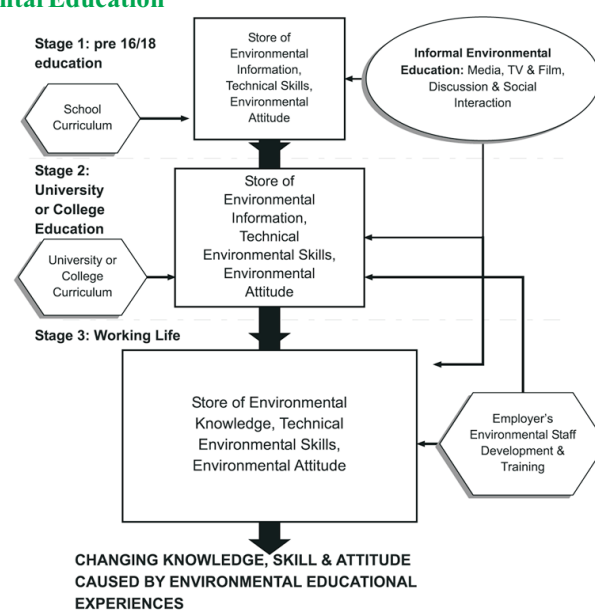 ntal Education
Stage 1: pre 16/18
education
Store of
Environmental
Information,
Technical Skills,
Environmental
Attitude
Informal Environmental
Education: Media, TV & Film,
Discussion & Social
Interaction
School
Curriculum
Stage 2:
University
or College
Education
Store of
Environmental
Information,
Technical
Environmental Skills,
Environmental
Attitude
University or
College
Curriculum
Stage 3: Working Life
Store of Environmental
Knowledge, Technical
Environmental Skills,
Environmental Attitude
Employer's
Environmental Staff
Development &
Training
CHANGING KNOWLEDGE, SKILL & ATTITUDE
CAUSED BY ENVIRONMENTAL EDUCATIONAL
EXPERIENCES